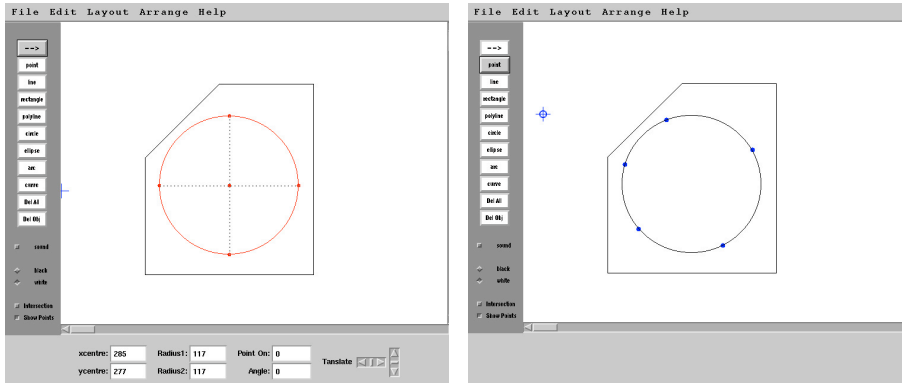 File Edit Layout Arrange Help
-->
point
line
rectangle
polyline
circle
elipse
arc
curve
Del All
Del Obj
sound
black
white
Intersection
Show Points
xcentre: 285 Radius1: 117 Point On: 0
ycentre: 277 Radius2: 117 Angle: 0
Tanslate
File Edit Layout Arrange Help
-->
point
line
rectangle
polyline
circle
elipse
arc
curve
Del All
Del Obj
sound
black
white
Intersection
Show Points